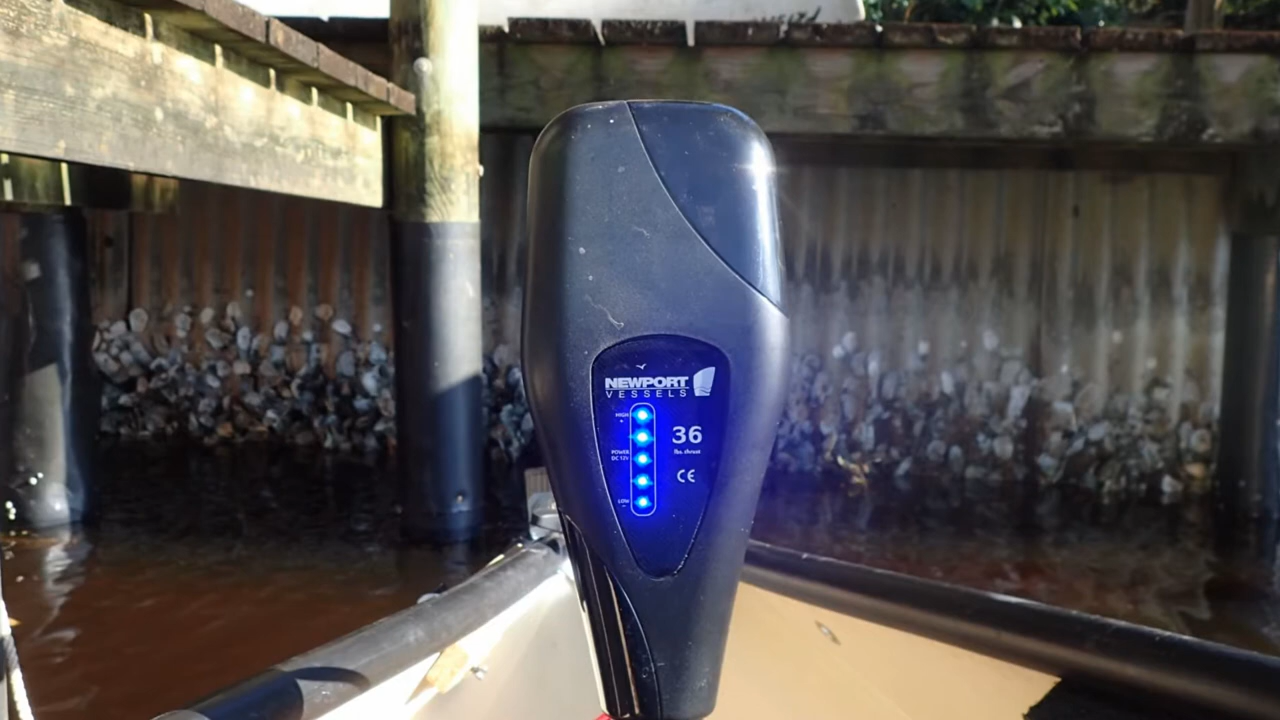 NEWPORT
VESSELS
HIGH
+
36
lbs. thrust
POWER
DC 12V
CE
LOW
-